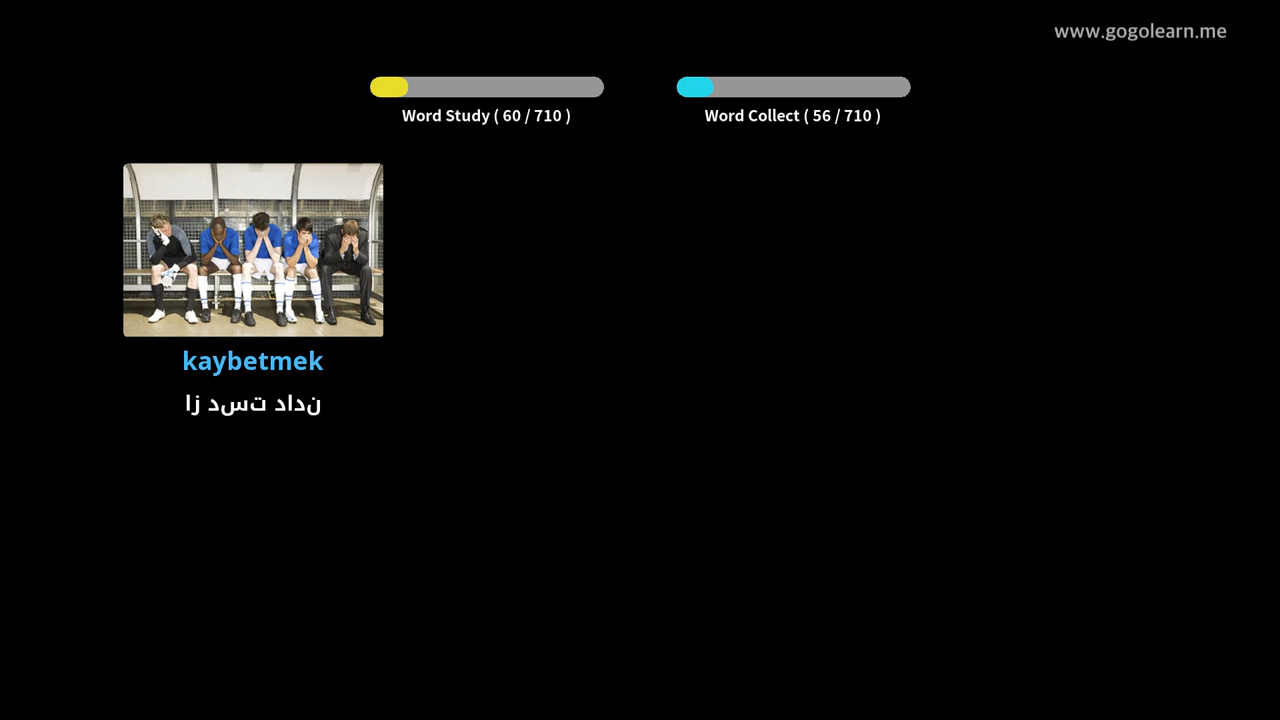 www.gogolearn.me
Word Study ( 60 / 710 )
Word Collect ( 56 / 710 )
kaybetmek
نداد تسد زا